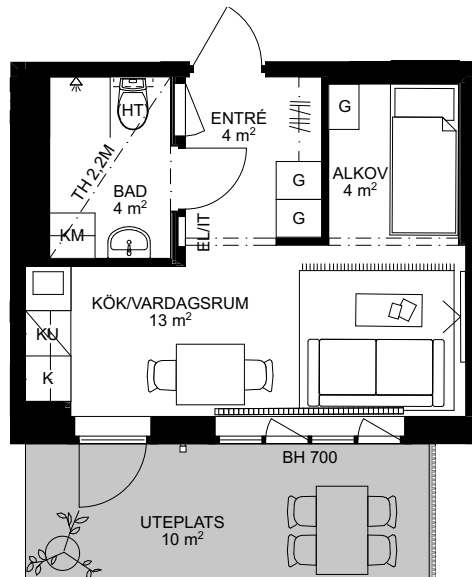 HT
ENTRÉ
4 m²
G
ALKOV
4 m²
TH 2,2M
BAD
4 m²
G
G
KM
EL/IT
KÖK/VARDAGSRUM
13 m²
KU
K
BH 700
UTEPLATS
10 m²